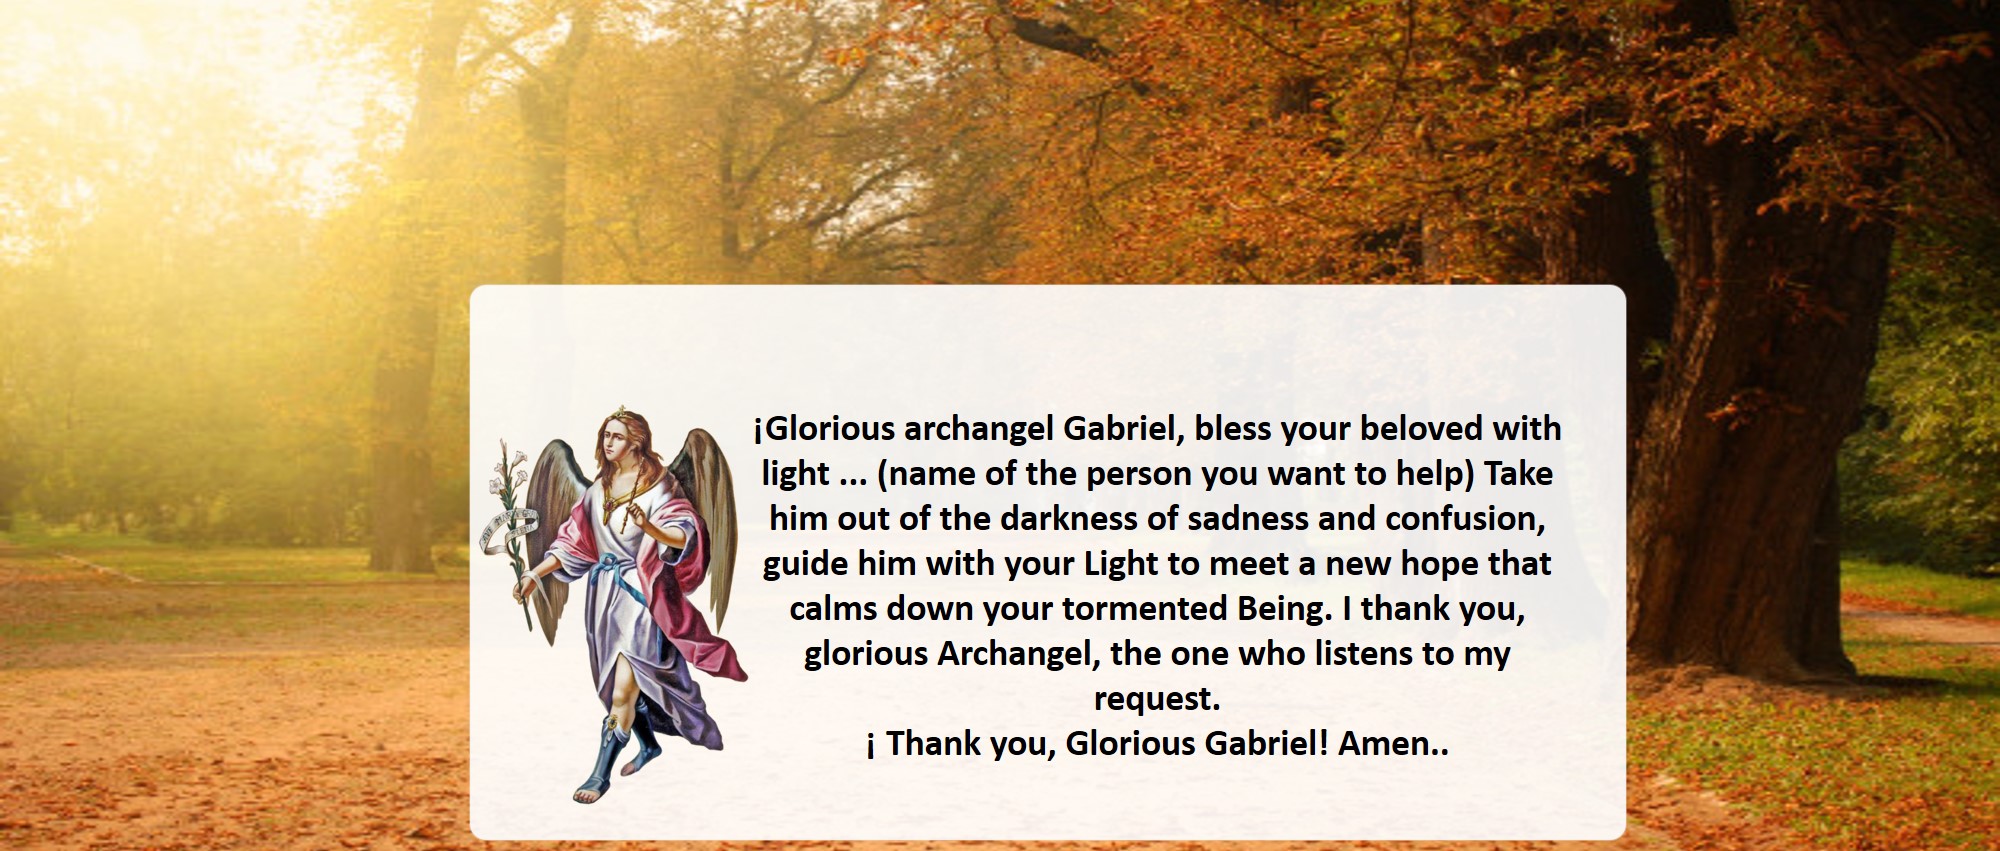 ¡Glorious archangel Gabriel, bless your beloved with
light ... (name of the person you want to help) Take
him out of the darkness of sadness and confusion,
guide him with your Light to meet a new hope that
calms down your tormented Being. I thank you,
glorious Archangel, the one who listens to my
request.
¡ Thank you, Glorious Gabriel! Amen..